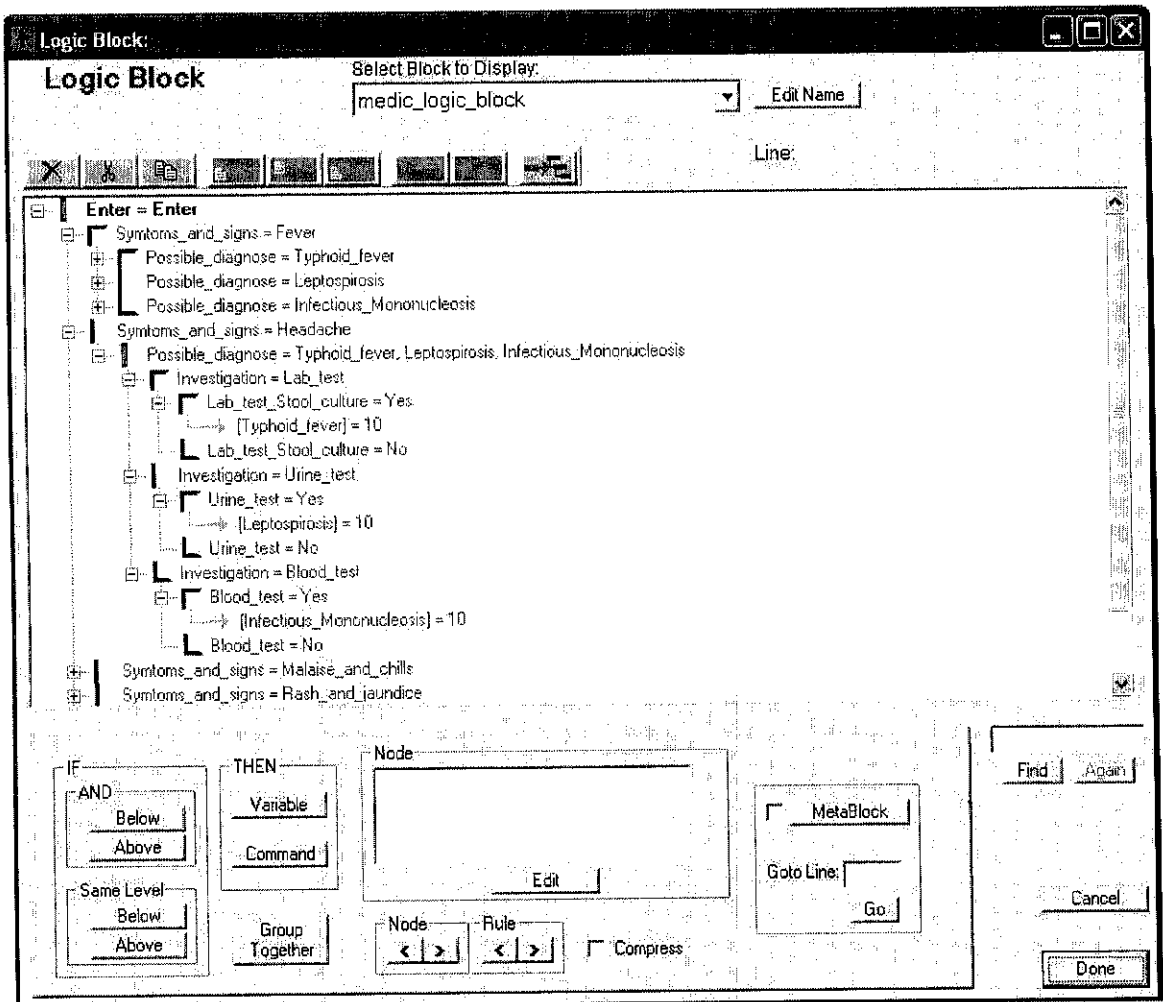 Logic Block:
Logic Block
Select Block to Display:
medic_logic_block
Edit Name
Line:
Enter = Enter
Symtoms_and_signs = Fever
Possible_diagnose = Typhoid_fever
Possible_diagnose = Leptospirosis
Possible_diagnose = Infectious_Mononucleosis
Symtoms_and_signs = Headache
Possible_diagnose = Typhoid_fever, Leptospirosis, Infectious_Mononucleosis
Investigation = Lab_test
Lab_test_Stool_culture = Yes
[Typhoid_fever] = 10
Lab_test_Stool_culture = No
Investigation = Urine_test
Urine_test = Yes
[Leptospirosis] = 10
Urine_test = No
Investigation = Blood_test
Blood_test = Yes
[Infectious_Mononucleosis] = 10
Blood_test = No
Symtoms_and_signs = Malaise_and_chills
Symtoms_and_signs = Rash_and_jaundice
IF
AND
Below
Above
Same Level
Below
Above
THEN
Variable
Command
Group
Together
Node
Edit
Node
< >
Rule
< >
Compress
MetaBlock
Goto Line:
Go
Find
Again
Cancel
Done